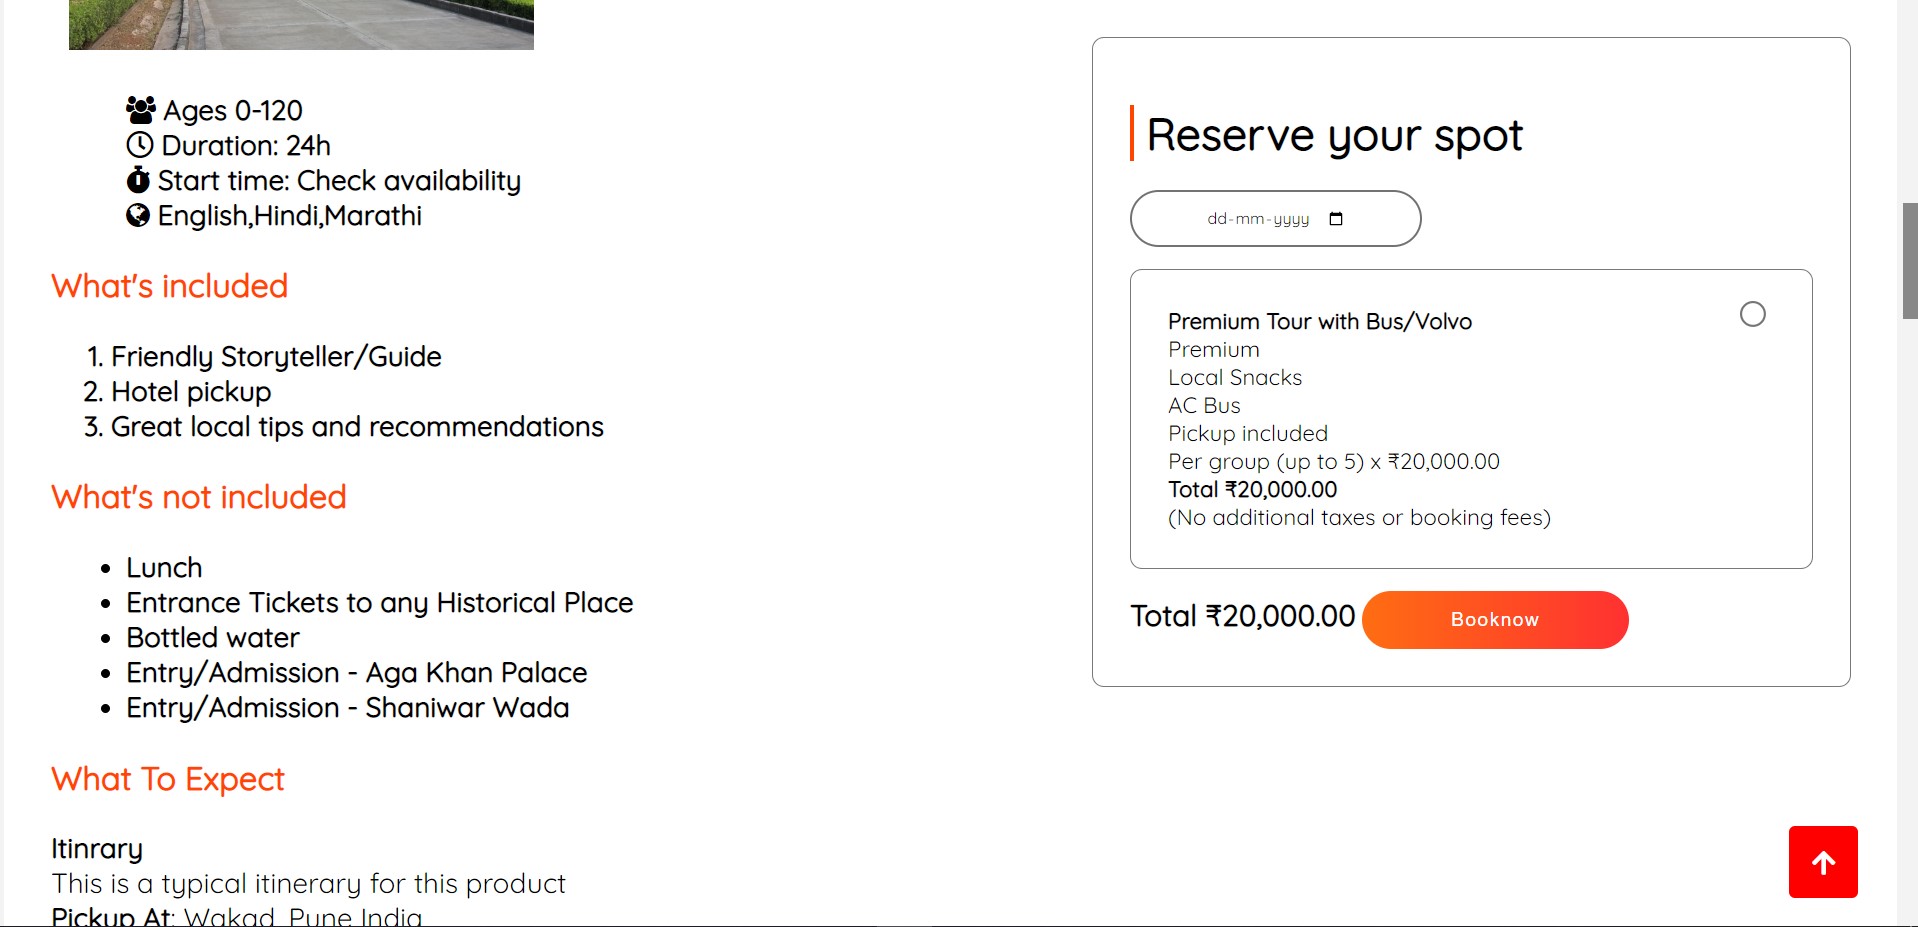 Ages 0-120
Duration: 24h
Start time: Check availability
English,Hindi,Marathi
What's included
1. Friendly Storyteller/Guide
2. Hotel pickup
3. Great local tips and recommendations
What's not included
Lunch
Entrance Tickets to any Historical Place
Bottled water
Entry/Admission - Aga Khan Palace
Entry/Admission - Shaniwar Wada
What To Expect
Itinrary
This is a typical itinerary for this product
Pickup At: Wakad, Pune India
Reserve your spot
dd-mm-yyyy
Premium Tour with Bus/Volvo
Premium
Local Snacks
AC Bus
Pickup included
Per group (up to 5) x ₹20,000.00
Total ₹20,000.00
(No additional taxes or booking fees)
Total ₹20,000.00
Booknow